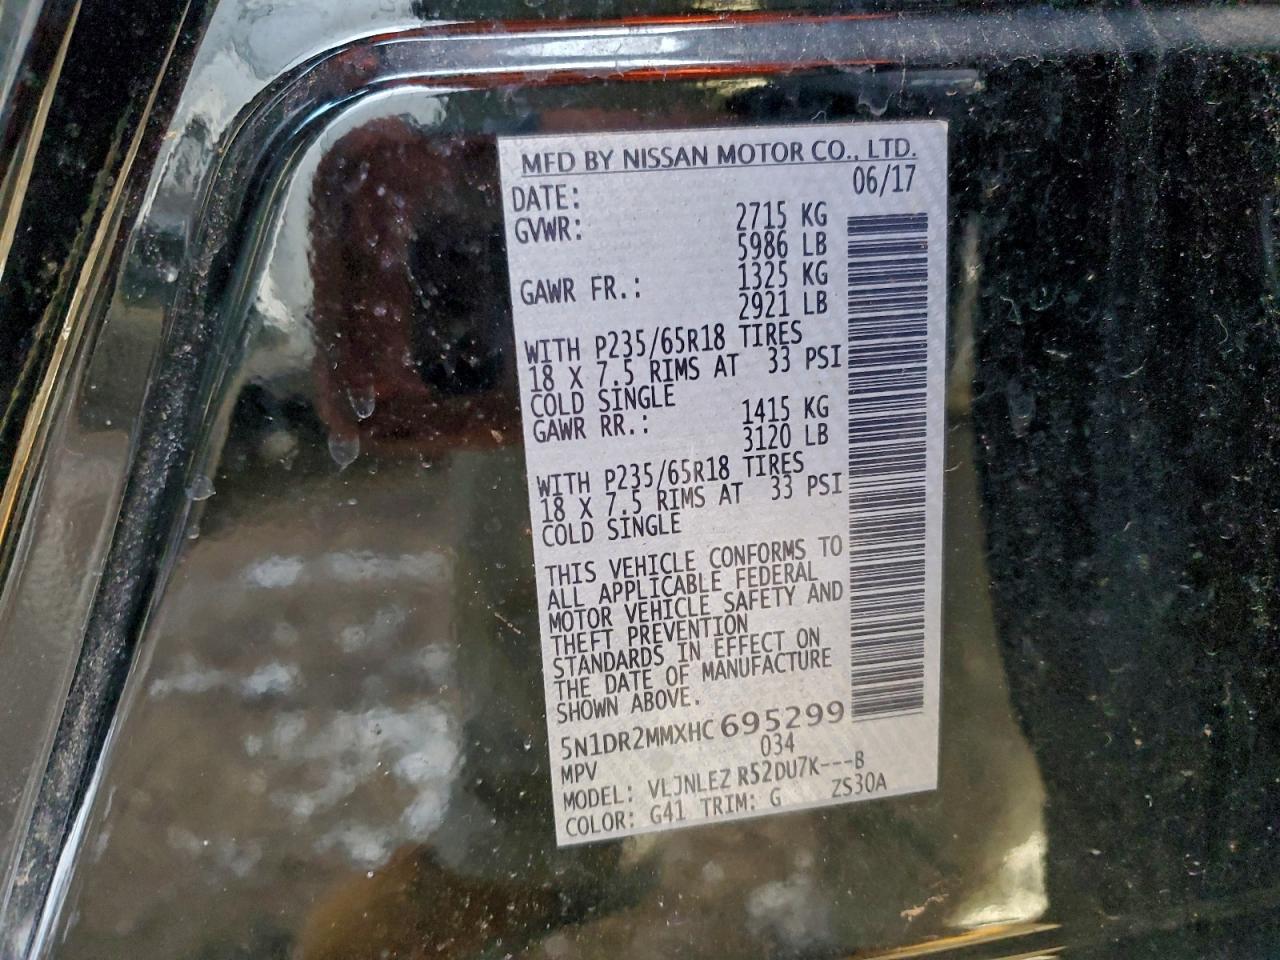 MFD BY NISSAN MOTOR CO., LTD.
DATE: 06/17
GVWR: 2715 KG
5986 LB
GAWR FR.: 1325 KG
2921 LB
WITH P235/65R18 TIRES
18 X 7.5 RIMS AT 33 PSI
COLD SINGLE
GAWR RR.: 1415 KG
3120 LB
WITH P235/65R18 TIRES
18 X 7.5 RIMS AT 33 PSI
COLD SINGLE
THIS VEHICLE CONFORMS TO
ALL APPLICABLE FEDERAL
MOTOR VEHICLE SAFETY AND
THEFT PREVENTION
STANDARDS IN EFFECT ON
THE DATE OF MANUFACTURE
SHOWN ABOVE.
5N1DR2MMXHC695299
MPV 034
MODEL: VLJNLEZ R52DU7K---B
COLOR: G41 TRIM: G ZS30A